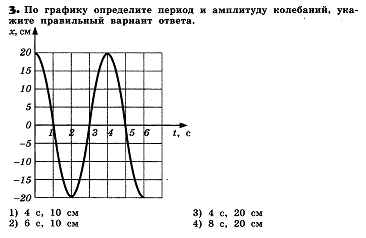 3. По графику определите период и амплитуду колебаний, ука-
жите правильный вариант ответа.
x, см
20
15
10
5
0 1 2 3 4 5 6 t, с
−5
−10
−15
−20
1) 4 с, 10 см 3) 4 с, 20 см
2) 6 с, 10 см 4) 8 с, 20 см